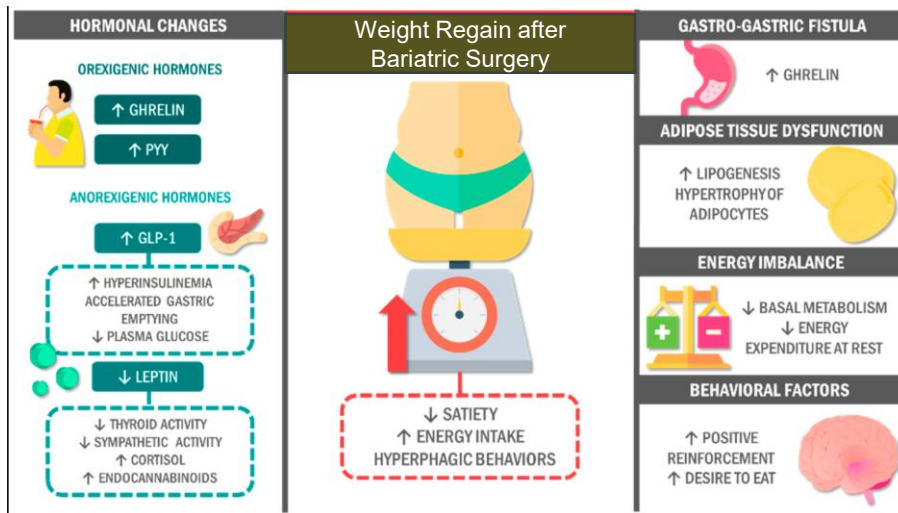 HORMONAL CHANGES
OREXIGENIC HORMONES
↑ GHRELIN
↑ PYY
ANOREXIGENIC HORMONES
↑ GLP-1
↑ HYPERINSULINEMIA
ACCELERATED GASTRIC
EMPTYING
↓ PLASMA GLUCOSE
↓ LEPTIN
↓ THYROID ACTIVITY
↓ SYMPATHETIC ACTIVITY
↑ CORTISOL
↑ ENDOCANNABINOIDS
Weight Regain after
Bariatric Surgery
↓ SATIETY
↑ ENERGY INTAKE
HYPERPHAGIC BEHAVIORS
GASTRO-GASTRIC FISTULA
↑ GHRELIN
ADIPOSE TISSUE DYSFUNCTION
↑ LIPOGENESIS
HYPERTROPHY OF
ADIPOCYTES
ENERGY IMBALANCE
↓ BASAL METABOLISM
↓ ENERGY
EXPENDITURE AT REST
BEHAVIORAL FACTORS
↑ POSITIVE
REINFORCEMENT
↑ DESIRE TO EAT